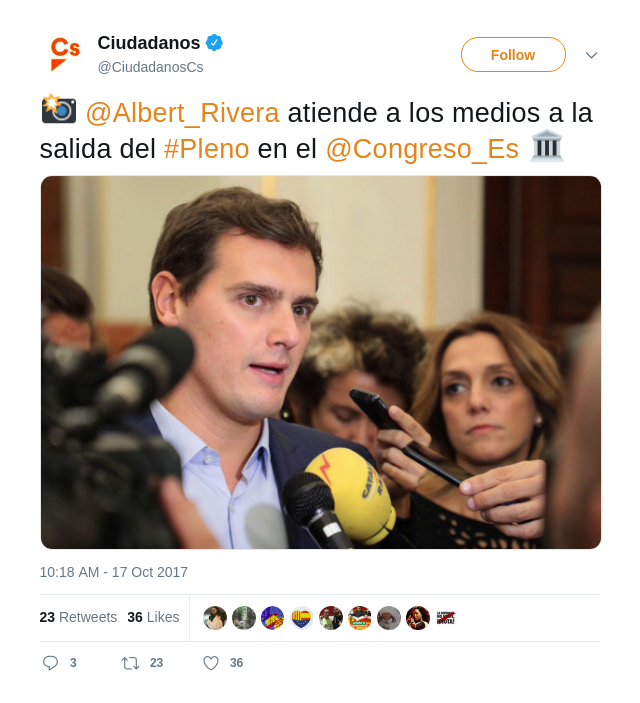 Cs
Ciudadanos
@CiudadanosCs
Follow
@Albert_Rivera atiende a los medios a la
salida del #Pleno en el @Congreso_Es
10:18 AM - 17 Oct 2017
23 Retweets 36 Likes
3 23 36